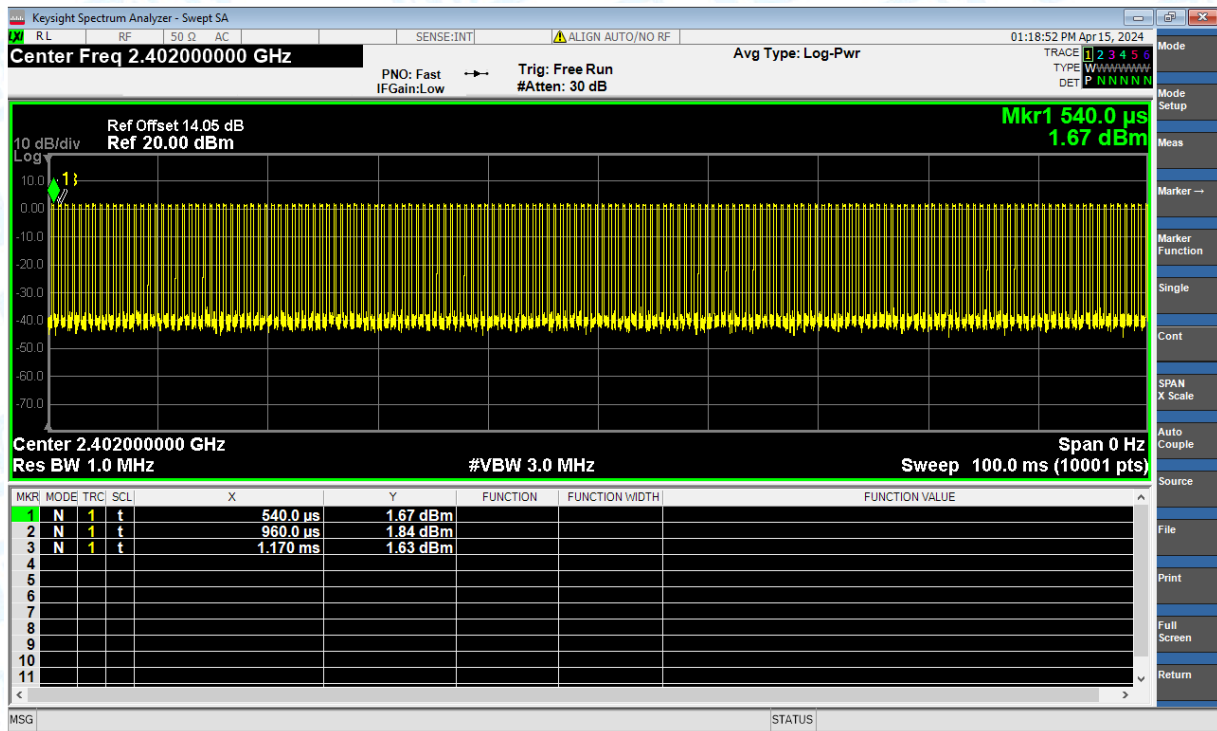 Keysight Spectrum Analyzer - Swept SA
LXI RL RF 50 Ω AC SENSE:INT ALIGN AUTO/NO RF 01:18:52 PM Apr 15, 2024
Center Freq 2.402000000 GHz
Avg Type: Log-Pwr
TRACE 1 2 3 4 5 6
TYPE WWWWWW
DET P N N N N N
PNO: Fast
IFGain:Low
Trig: Free Run
#Atten: 30 dB
Mkr1 540.0 µs
1.67 dBm
Ref Offset 14.05 dB
10 dB/div Ref 20.00 dBm
Log
10.0
0.00
-10.0
-20.0
-30.0
-40.0
-50.0
-60.0
-70.0
1
3
Center 2.402000000 GHz Span 0 Hz
Res BW 1.0 MHz #VBW 3.0 MHz Sweep 100.0 ms (10001 pts)
MKR MODE TRC SCL X Y FUNCTION FUNCTION WIDTH FUNCTION VALUE
1 N 1 t 540.0 µs 1.67 dBm
2 N 1 t 960.0 µs 1.84 dBm
3 N 1 t 1.170 ms 1.63 dBm
4
5
6
7
8
9
10
11
MSG STATUS
Mode
Mode
Setup
Meas
Marker →
Marker
Function
Single
Cont
SPAN
X Scale
Auto
Couple
Source
File
Print
Full
Screen
Return